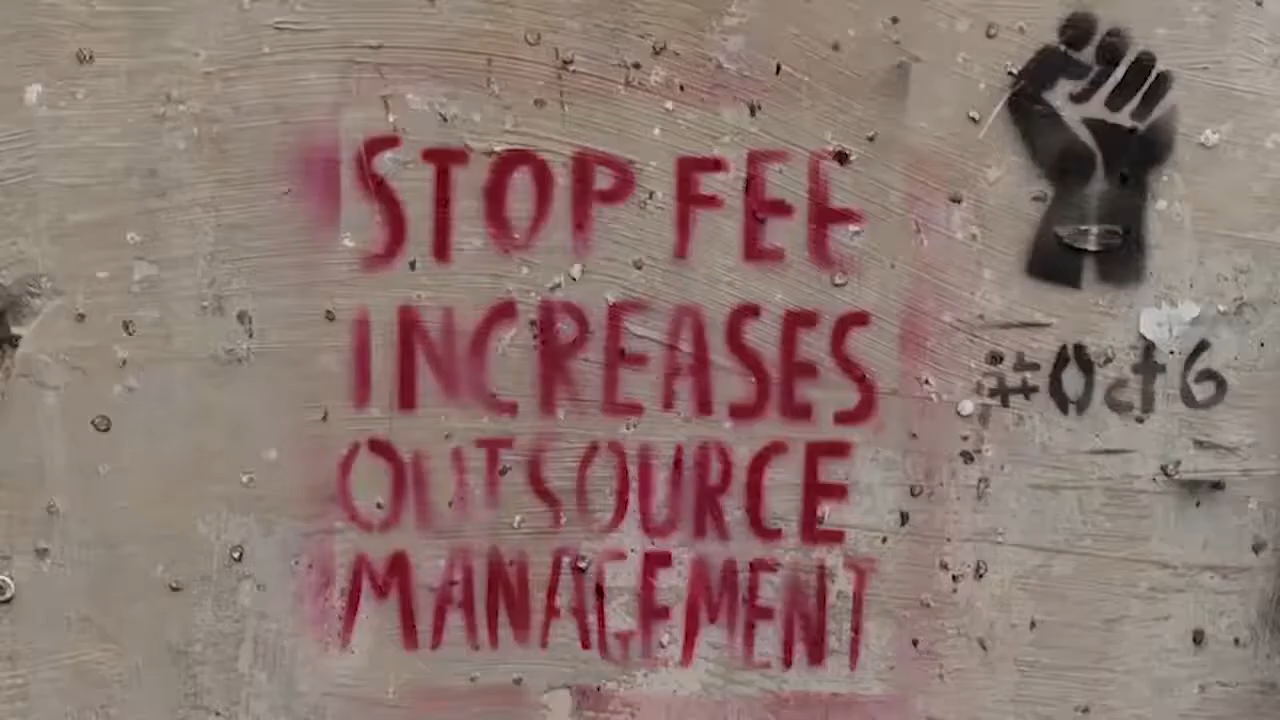 STOP FEE
INCREASES
OUTSOURCE
MANAGEMENT
#Oct6